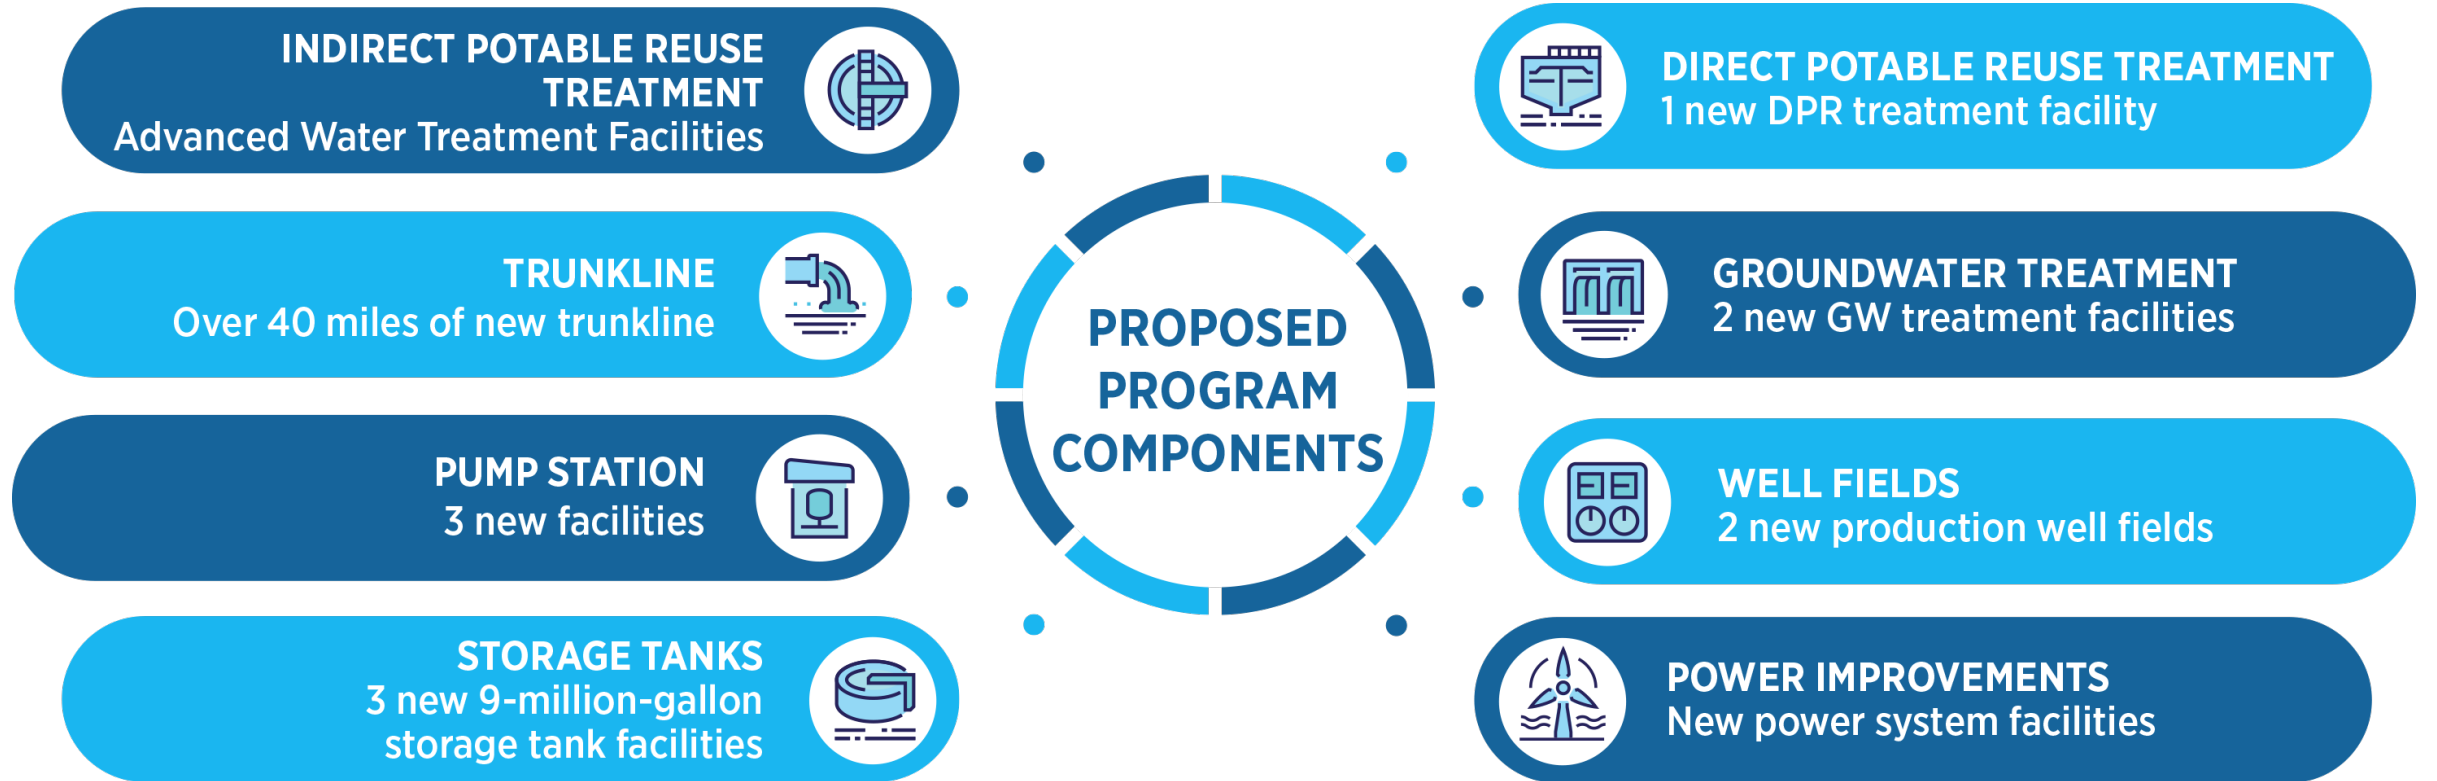 INDIRECT POTABLE REUSE
TREATMENT
Advanced Water Treatment Facilities
TRUNKLINE
Over 40 miles of new trunkline
PUMP STATION
3 new facilities
STORAGE TANKS
3 new 9-million-gallon
storage tank facilities
PROPOSED
PROGRAM
COMPONENTS
DIRECT POTABLE REUSE TREATMENT
1 new DPR treatment facility
GROUNDWATER TREATMENT
2 new GW treatment facilities
WELL FIELDS
2 new production well fields
POWER IMPROVEMENTS
New power system facilities